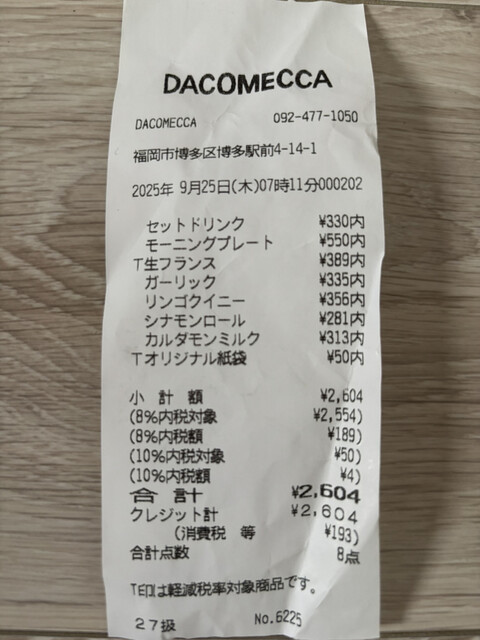 DACOMECCA
DACOMECCA 092-477-1050
福岡市博多区博多駅前4-14-1
2025年 9月25日(木)07時11分000202
セットドリンク ¥330内
モーニングプレート ¥550内
T生フランス ¥389内
ガーリック ¥335内
リンゴクイニー ¥356内
シナモンロール ¥281内
カルダモンミルク ¥313内
Tオリジナル紙袋 ¥50内
小 計 額 ¥2,604
(8%内税対象 ¥2,554)
(8%内税額 ¥189)
(10%内税対象 ¥50)
(10%内税額 ¥4)
合 計 ¥2,604
クレジット計 ¥2,604
(消費税 等 ¥193)
合計点数 8点
T印は軽減税率対象商品です。
27扱 No.6225